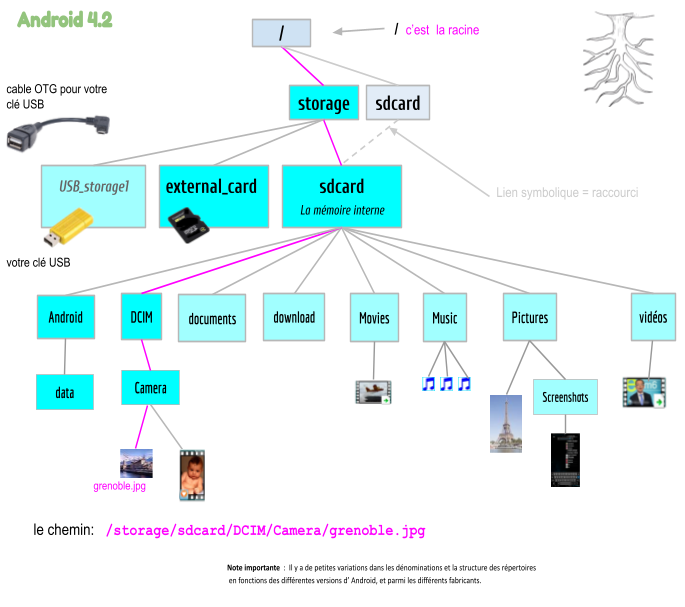 Android 4.2
/
/ c'est la racine
cable OTG pour votre
clé USB
storage
sdcard
USB_storage1
external_card
sdcard
La mémoire interne
Lien symbolique = raccourci
votre clé USB
Android
DCIM
documents
download
Movies
Music
Pictures
vidéos
data
Camera
Screenshots
grenoble.jpg
le chemin: /storage/sdcard/DCIM/Camera/grenoble.jpg
Note importante : Il y a de petites variations dans les dénominations et la structure des répertoires
en fonctions des différentes versions d' Android, et parmi les différents fabricants.